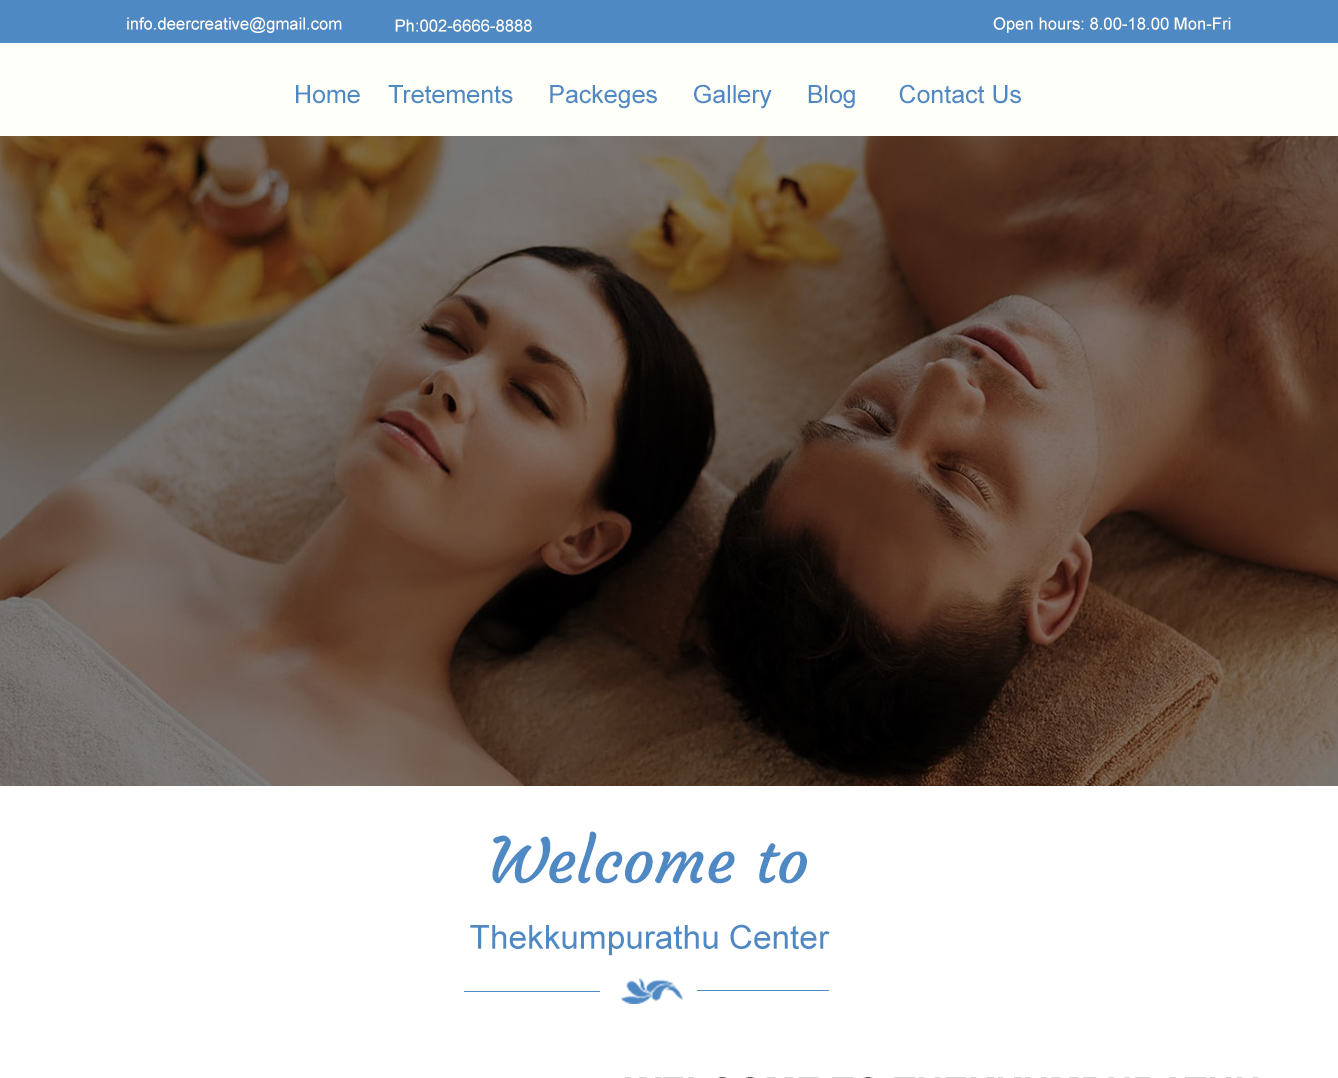 info.deercreative@gmail.com Ph:002-6666-8888 Open hours: 8.00-18.00 Mon-Fri
Home Tretements Packeges Gallery Blog Contact Us
Welcome to
Thekkumpurathu Center